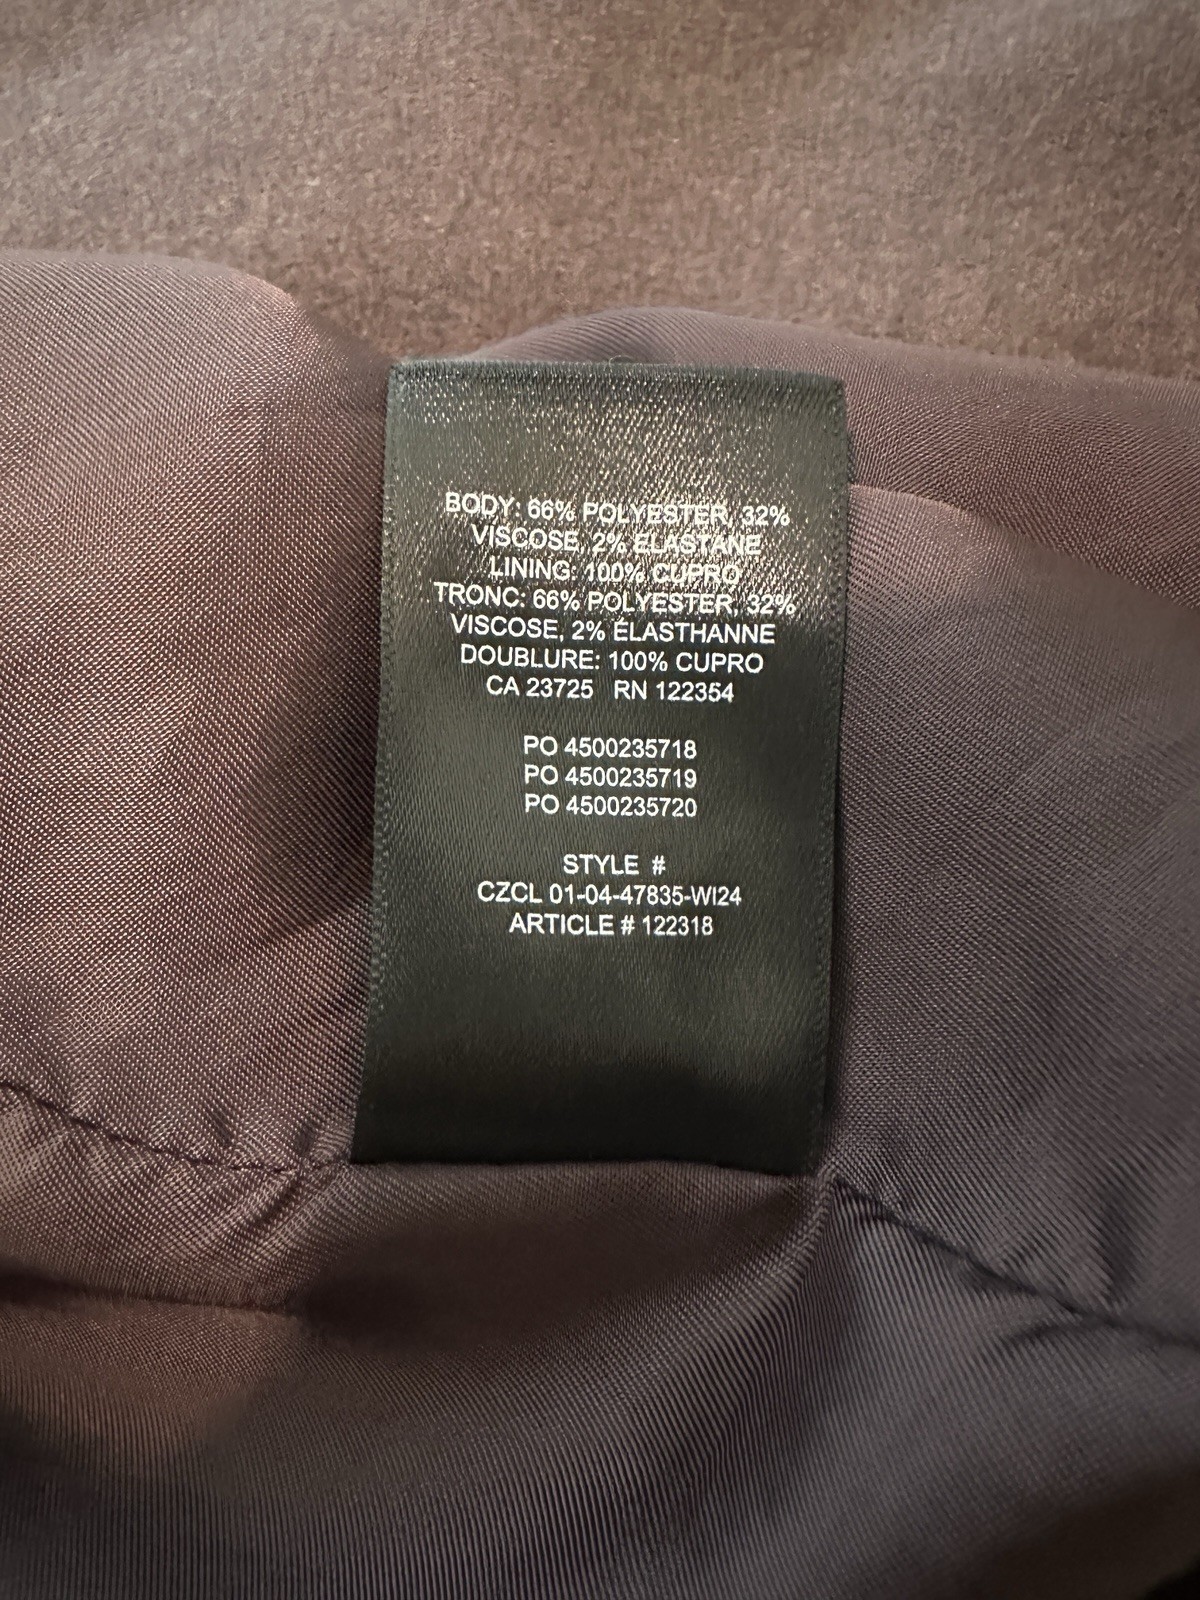 BODY: 66% POLYESTER, 32%
VISCOSE, 2% ELASTANE
LINING: 100% CUPRO
TRONC: 66% POLYESTER, 32%
VISCOSE, 2% ÉLASTHANNE
DOUBLURE: 100% CUPRO
CA 23725 RN 122354
PO 4500235718
PO 4500235719
PO 4500235720
STYLE #
CZCL 01-04-47835-WI24
ARTICLE # 122318